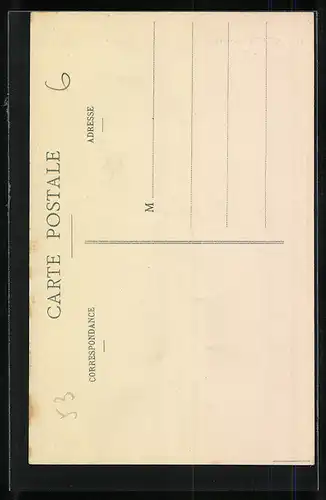 CARTE POSTALE
6
CORRESPONDANCE
ADRESSE
M
53